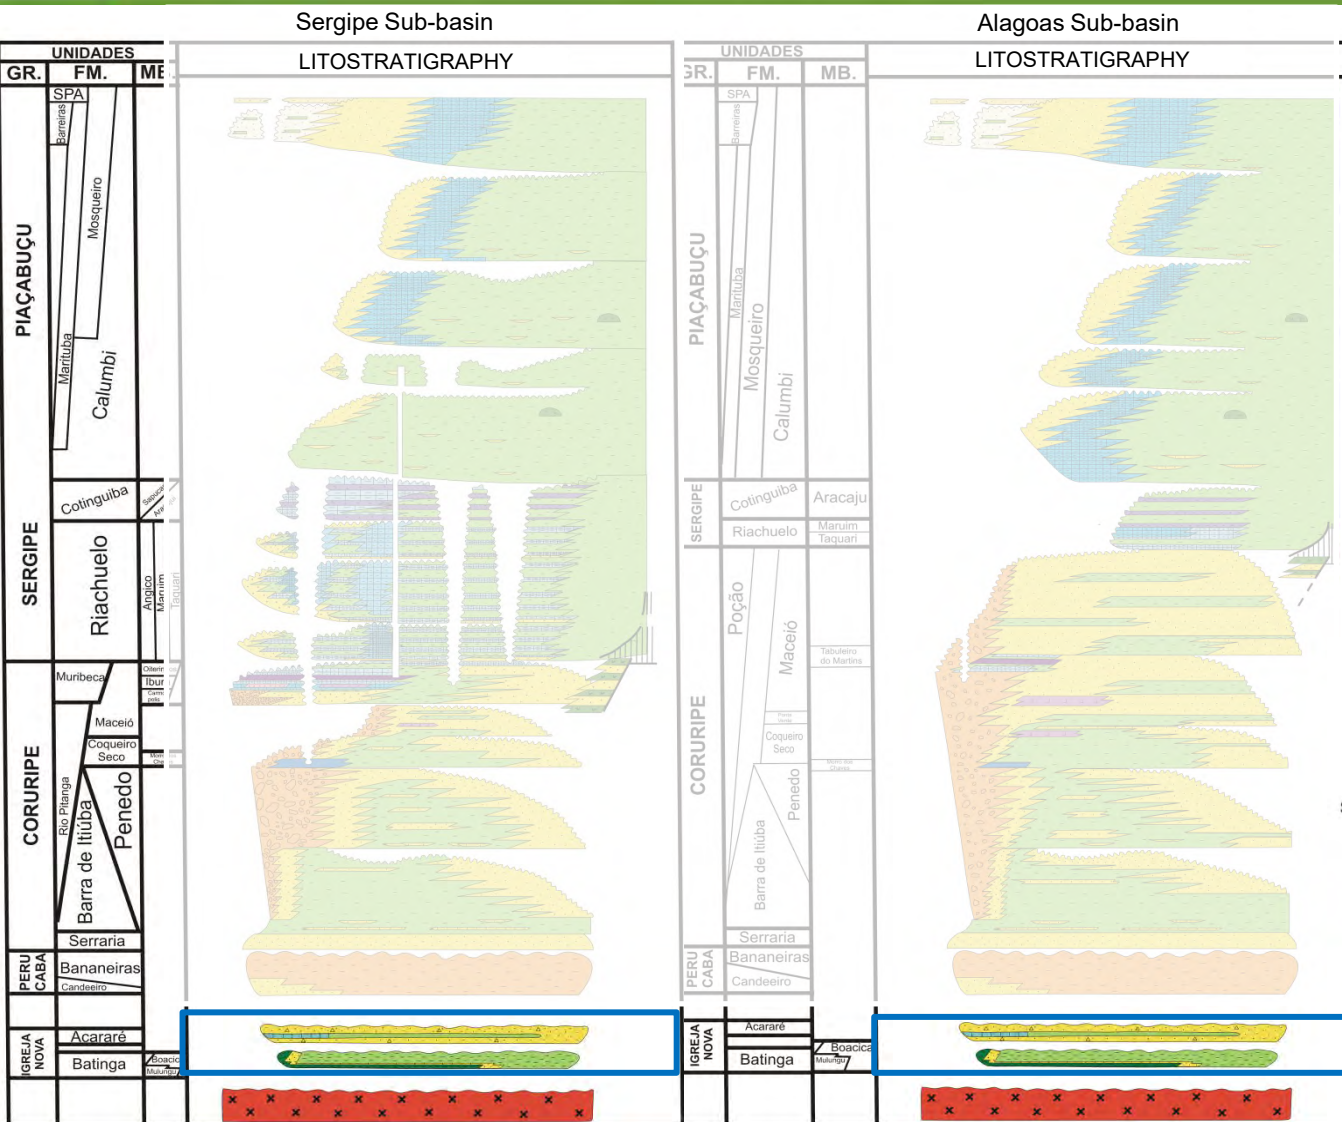 Sergipe Sub-basin
Alagoas Sub-basin
UNIDADES
LITOSTRATIGRAPHY
GR.
FM.
SPA
Barreiras
Mosqueiro
PIAÇABUÇU
Marituba
Calumbi
Cotinguiba
SERGIPE
Riachuelo
Angico
Maruim
Taquari
Muribeca
Maceió
Coqueiro
Seco
CORURIPE
Rio Pitanga
Barra de Itiúba
Penedo
Serraria
PERU
CABA
Bananeiras
Candeeiro
IGREJA
NOVA
Acararé
Batinga
Boacica
Mulungu
UNIDADES
LITOSTRATIGRAPHY
GR.
FM.
MB.
SPA
Barreiras
PIAÇABUÇU
Marituba
Mosqueiro
Calumbi
SERGIPE
Cotinguiba
Aracaju
Riachuelo
Maruim
Taquari
Poção
Maceió
Tabuleiro
do Martins
CORURIPE
Coqueiro
Seco
Morro dos
Chaves
Barra de Itiúba
Penedo
Serraria
PERU
CABA
Bananeiras
Candeeiro
IGREJA
NOVA
Acararé
Batinga
Boacica
Mulungu